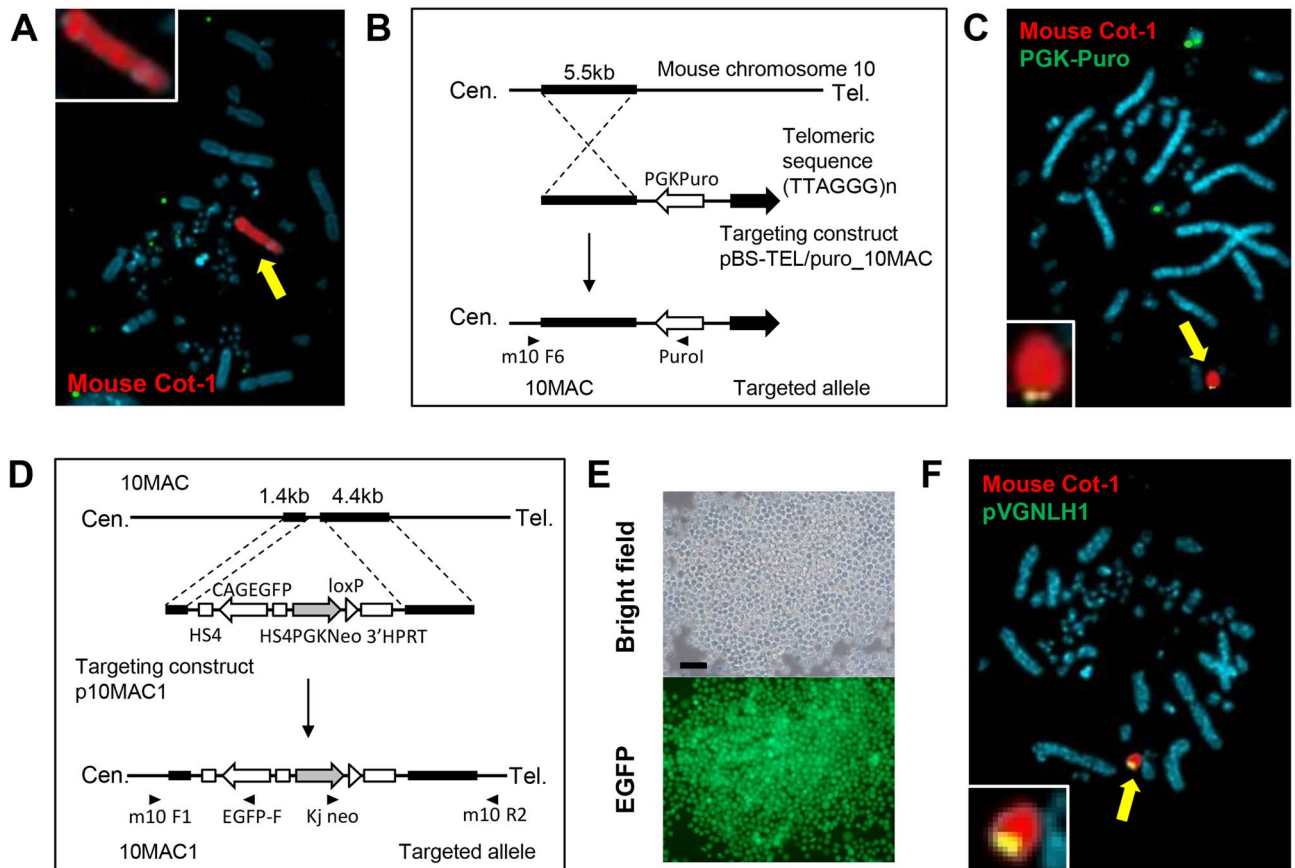 A
Mouse Cot-1
B
5.5kb
Mouse chromosome 10
Cen.
Tel.
Telomeric
sequence
(TTAGGG)n
PGKPuro
Targeting construct
pBS-TEL/puro_10MAC
Cen.
m10 F6
PuroI
10MAC
Targeted allele
C
Mouse Cot-1
PGK-Puro
D
10MAC
1.4kb
4.4kb
Cen.
Tel.
CAGEGFP
loxP
HS4
HS4PGKNeo 3’HPRT
Targeting construct
p10MAC1
Cen.
Tel.
m10 F1
EGFP-F
Kj neo
m10 R2
10MAC1
Targeted allele
E
Bright field
EGFP
F
Mouse Cot-1
pVGNLH1